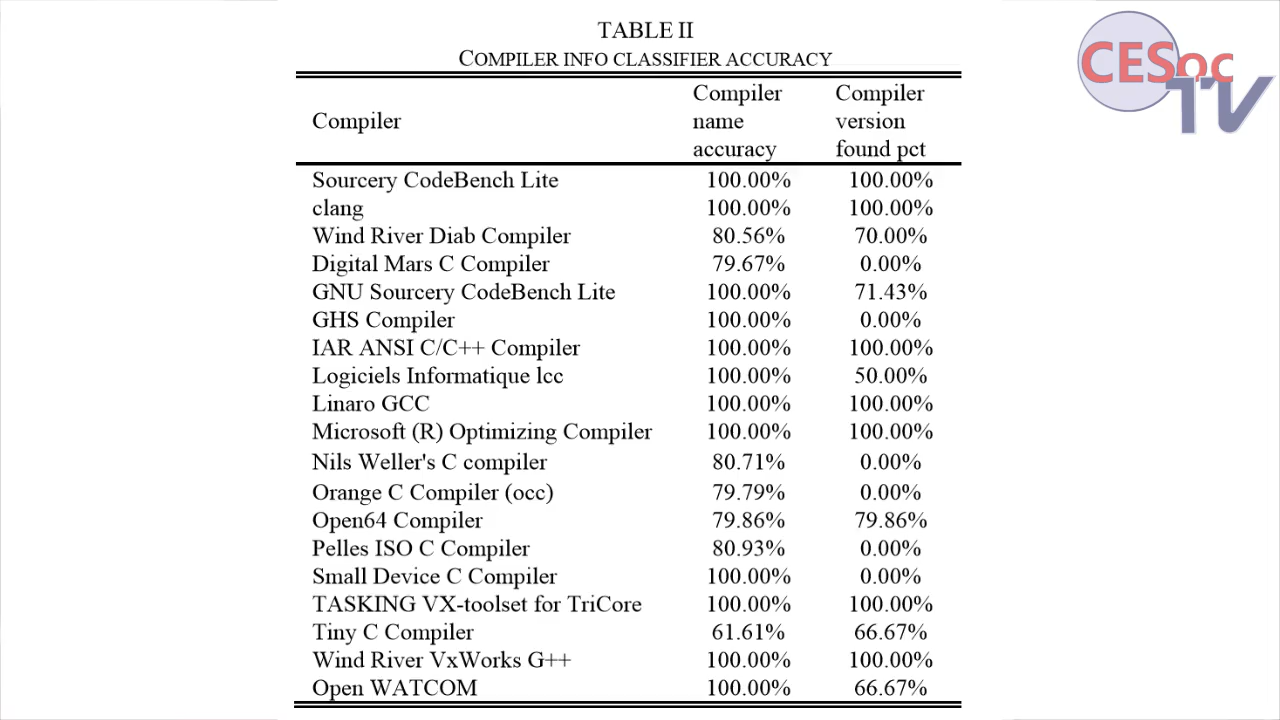 TABLE II
COMPILER INFO CLASSIFIER ACCURACY
CESoc
TV
Compiler Compiler name accuracy Compiler version found pct
Sourcery CodeBench Lite 100.00% 100.00%
clang 100.00% 100.00%
Wind River Diab Compiler 80.56% 70.00%
Digital Mars C Compiler 79.67% 0.00%
GNU Sourcery CodeBench Lite 100.00% 71.43%
GHS Compiler 100.00% 0.00%
IAR ANSI C/C++ Compiler 100.00% 100.00%
Logiciels Informatique lcc 100.00% 50.00%
Linaro GCC 100.00% 100.00%
Microsoft (R) Optimizing Compiler 100.00% 100.00%
Nils Weller's C compiler 80.71% 0.00%
Orange C Compiler (occ) 79.79% 0.00%
Open64 Compiler 79.86% 79.86%
Pelles ISO C Compiler 80.93% 0.00%
Small Device C Compiler 100.00% 0.00%
TASKING VX-toolset for TriCore 100.00% 100.00%
Tiny C Compiler 61.61% 66.67%
Wind River VxWorks G++ 100.00% 100.00%
Open WATCOM 100.00% 66.67%